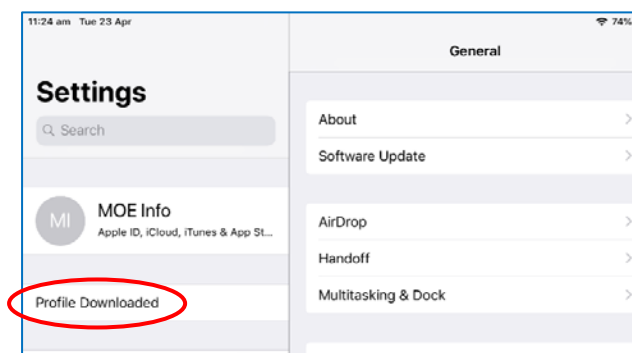 11:24 am Tue 23 Apr
74%
General
Settings
Search
About
Software Update
MI
MOE Info
Apple ID, iCloud, iTunes & App St...
AirDrop
Handoff
Profile Downloaded
Multitasking & Dock